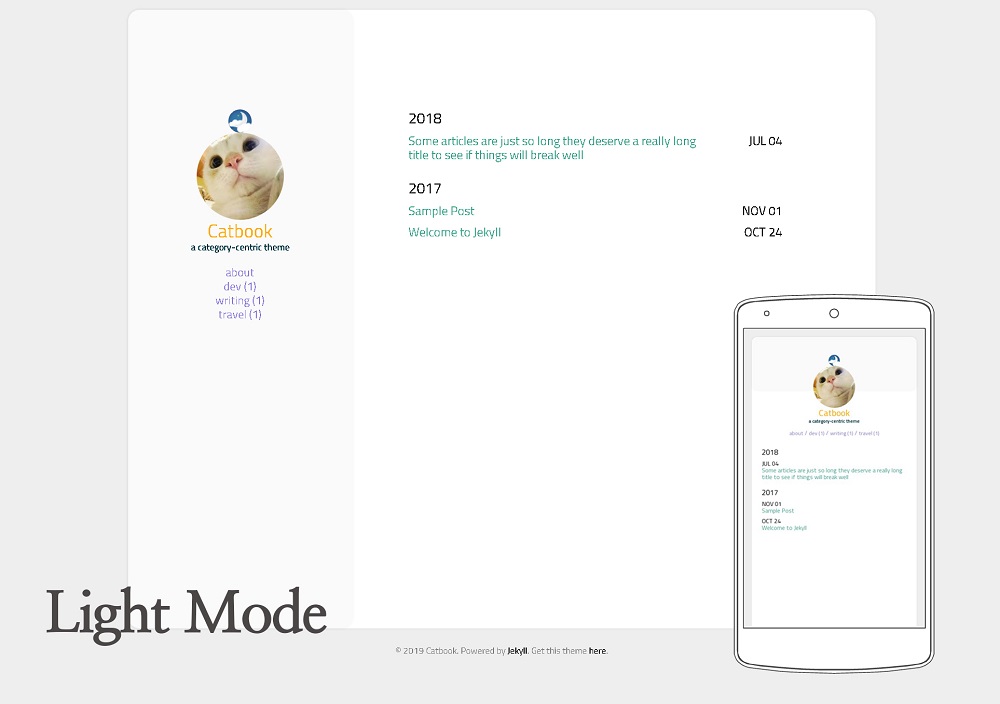 Catbook
a category-centric theme
about
dev (1)
writing (1)
travel (1)
2018
Some articles are just so long they deserve a really long JUL 04
title to see if things will break well
2017
Sample Post NOV 01
Welcome to Jekyll OCT 24
Catbook
a category-centric theme
about / dev (1) / writing (1) / travel (1)
2018
JUL 04
Some articles are just so long they deserve a really long
title to see if things will break well
2017
NOV 01
Sample Post
OCT 24
Welcome to Jekyll
Light Mode
© 2019 Catbook. Powered by Jekyll. Get this theme here.